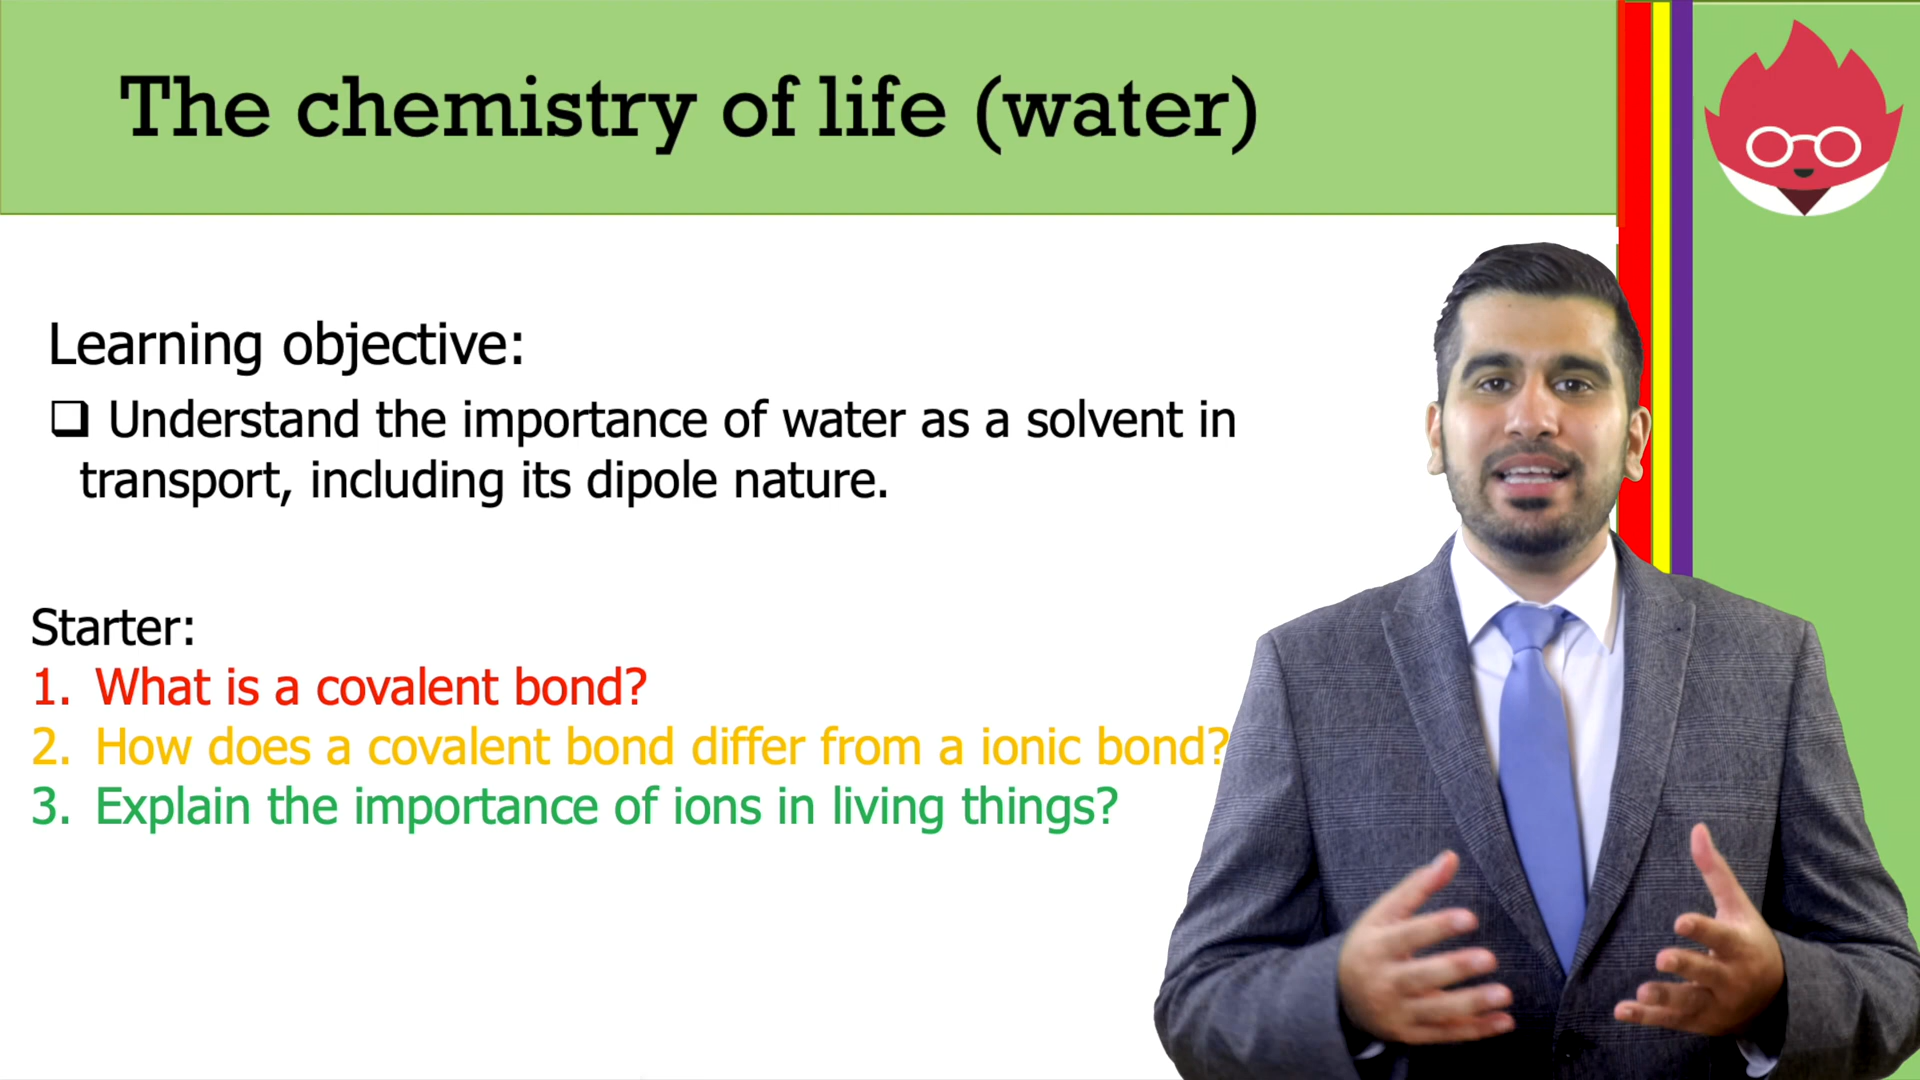 The chemistry of life (water)
Learning objective:
❑ Understand the importance of water as a solvent in
transport, including its dipole nature.
Starter:
1. What is a covalent bond?
2. How does a covalent bond differ from a ionic bond?
3. Explain the importance of ions in living things?